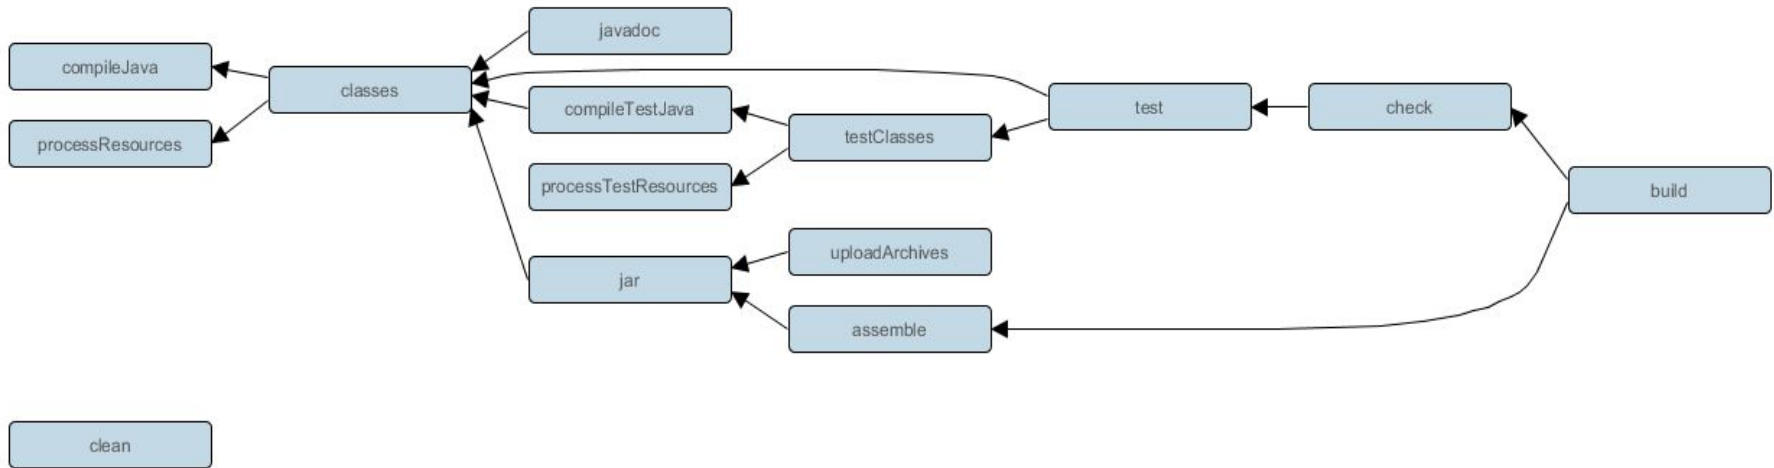 javadoc
compileJava
classes
compileTestJava
test
check
processResources
testClasses
processTestResources
build
uploadArchives
jar
assemble
clean